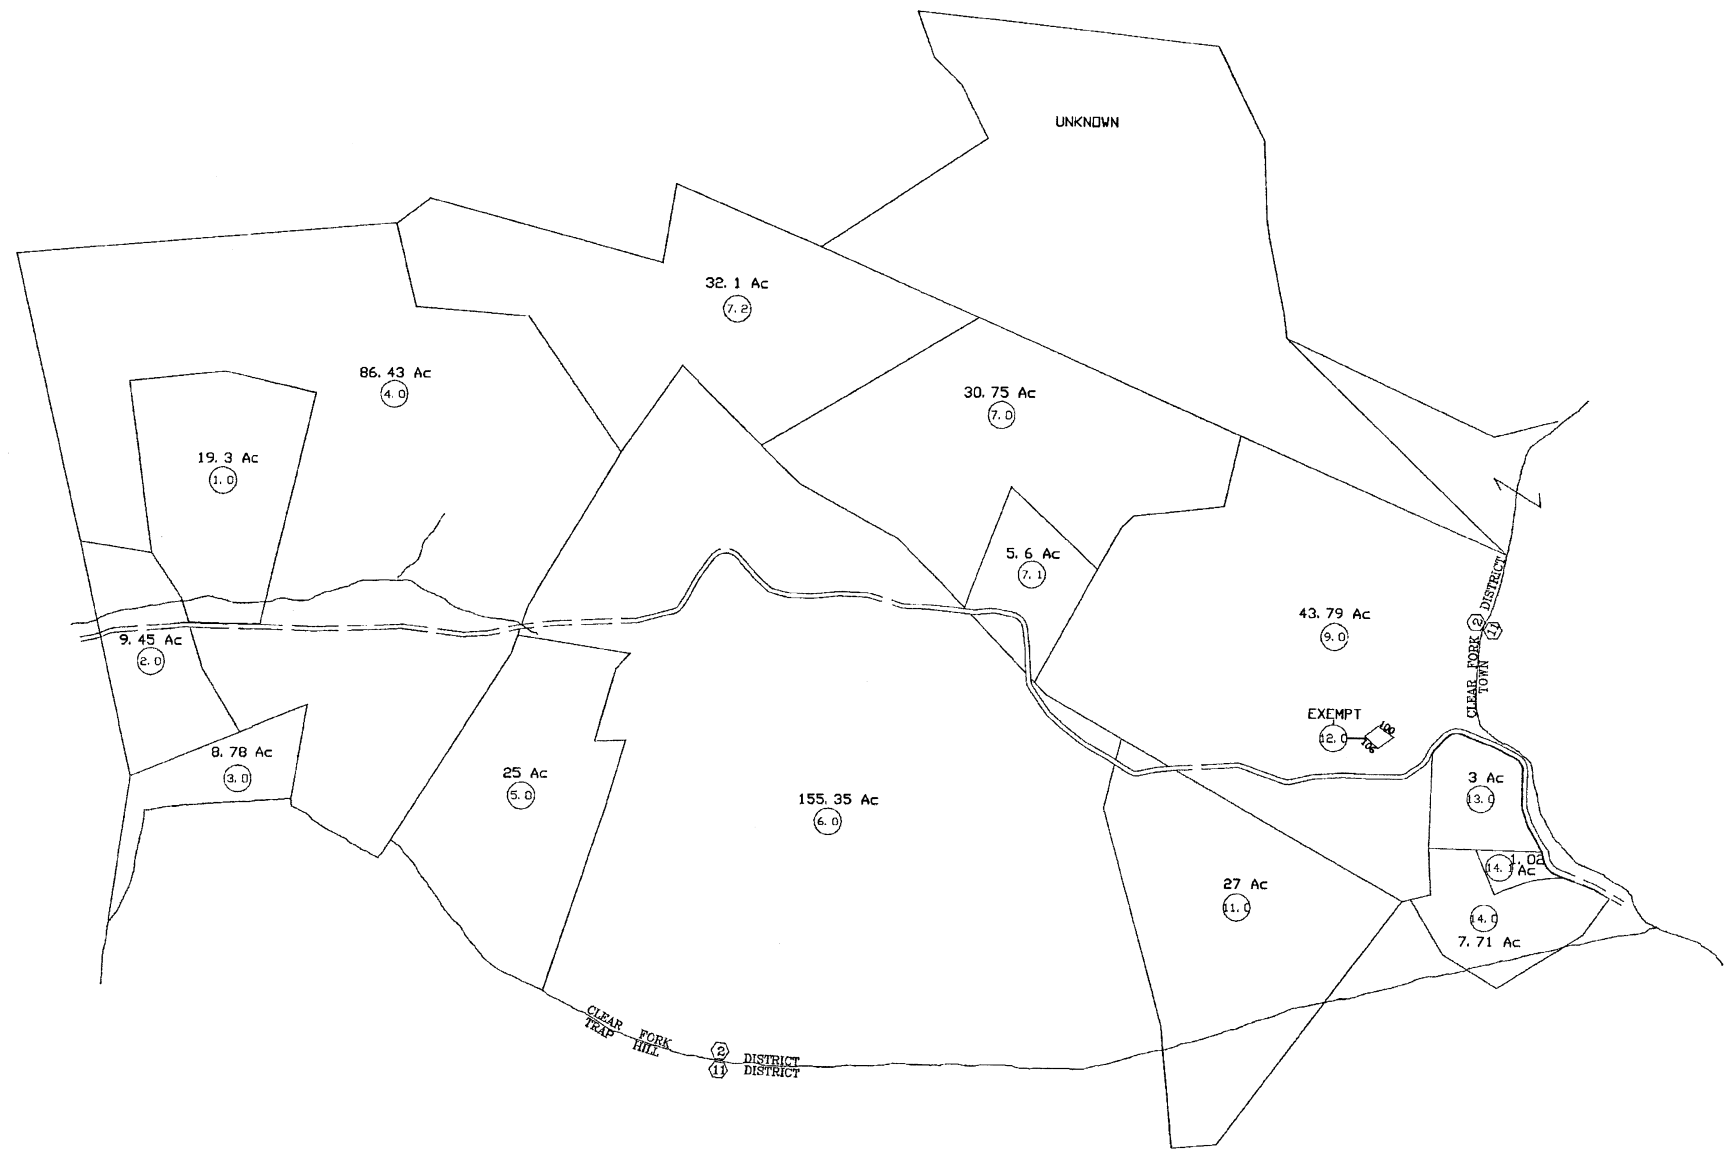 UNKNOWN
32.1 Ac
7.2
86.43 Ac
4.0
30.75 Ac
7.0
19.3 Ac
1.0
5.6 Ac
7.1
43.79 Ac
9.0
DISTRICT
2
11
CLEAR FORK
TOWN
9.45 Ac
2.0
EXEMPT
12.0
100
106
8.78 Ac
3.0
25 Ac
5.0
155.35 Ac
6.0
3 Ac
13.0
1.02
14.1
Ac
27 Ac
11.0
14.0
7.71 Ac
CLEAR FORK
TRAP HILL
2 DISTRICT
11 DISTRICT